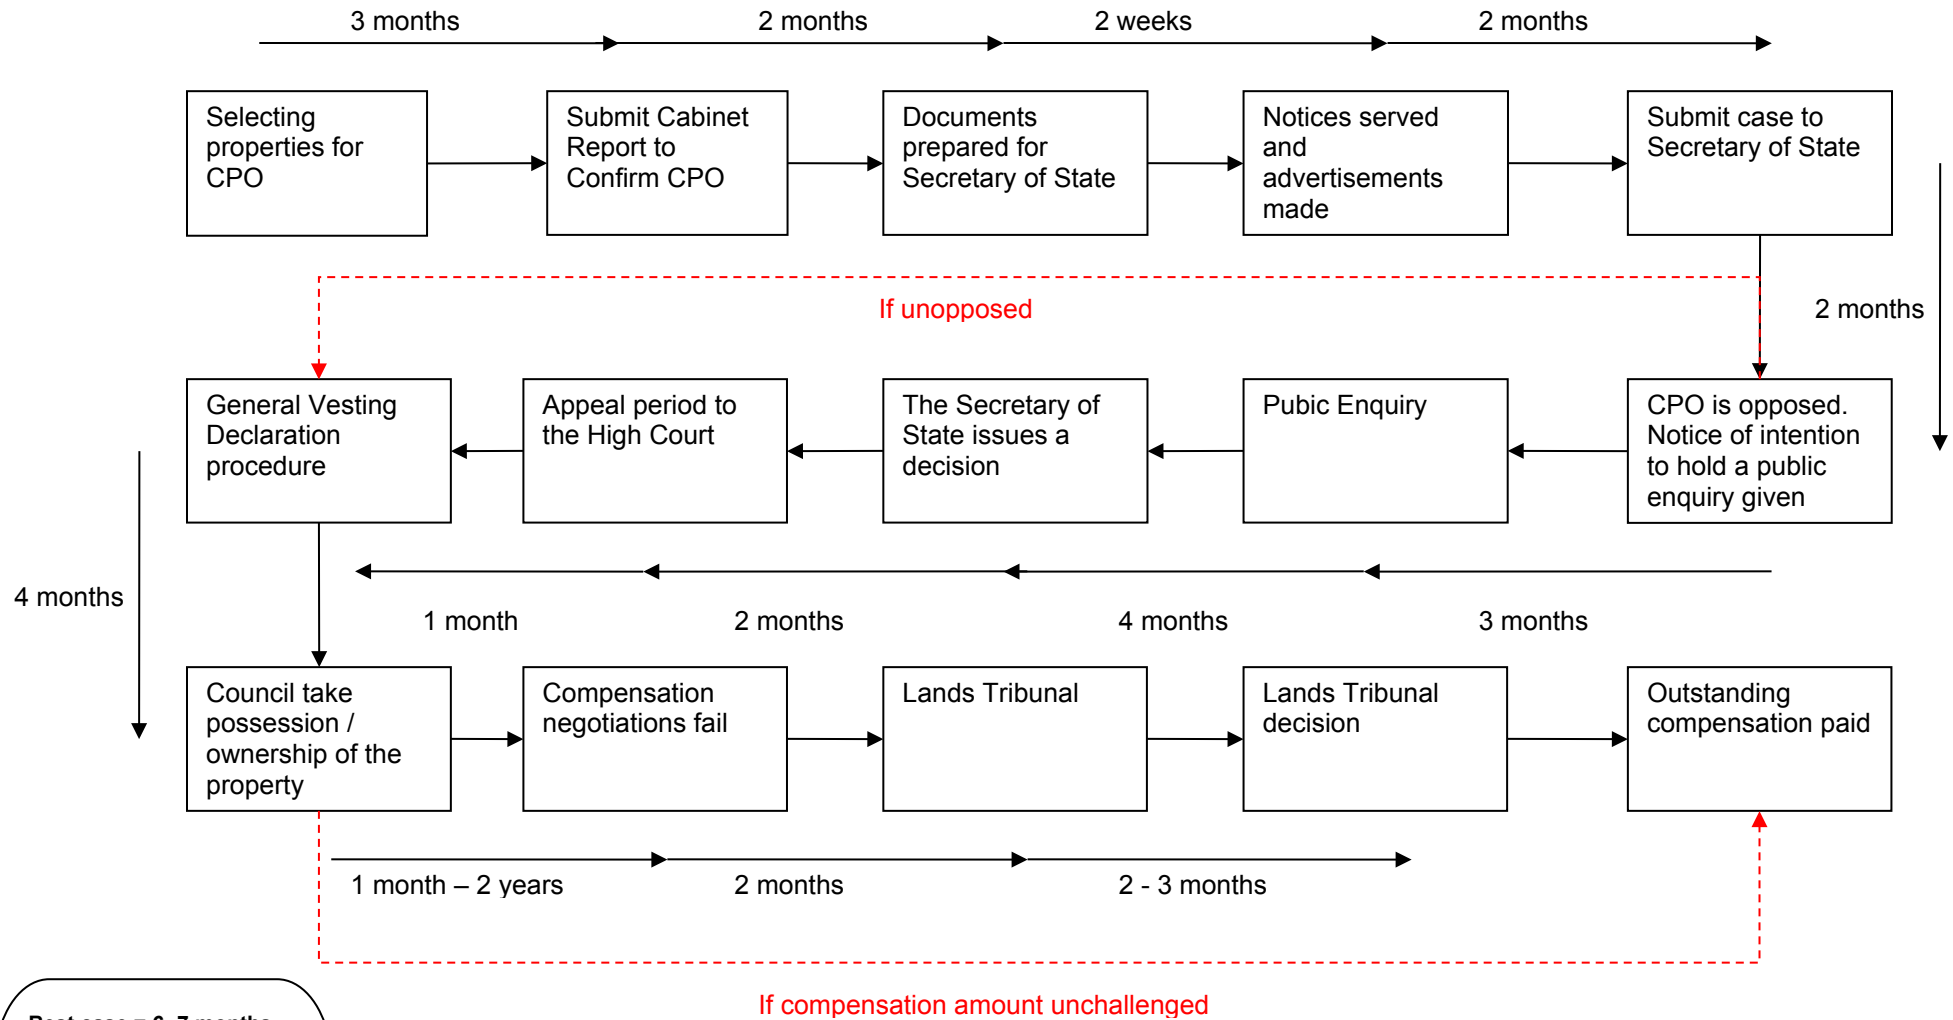 3 months
2 months
2 weeks
2 months
Selecting
properties for
CPO
Submit Cabinet
Report to
Confirm CPO
Documents
prepared for
Secretary of State
Notices served
and
advertisements
made
Submit case to
Secretary of State
If unopposed
2 months
General Vesting
Declaration
procedure
Appeal period to
the High Court
The Secretary of
State issues a
decision
Pubic Enquiry
CPO is opposed.
Notice of intention
to hold a public
enquiry given
4 months
1 month
2 months
4 months
3 months
Council take
possession /
ownership of the
property
Compensation
negotiations fail
Lands Tribunal
Lands Tribunal
decision
Outstanding
compensation paid
1 month – 2 years
2 months
2 - 3 months
If compensation amount unchallenged
Best case = 6-7 months